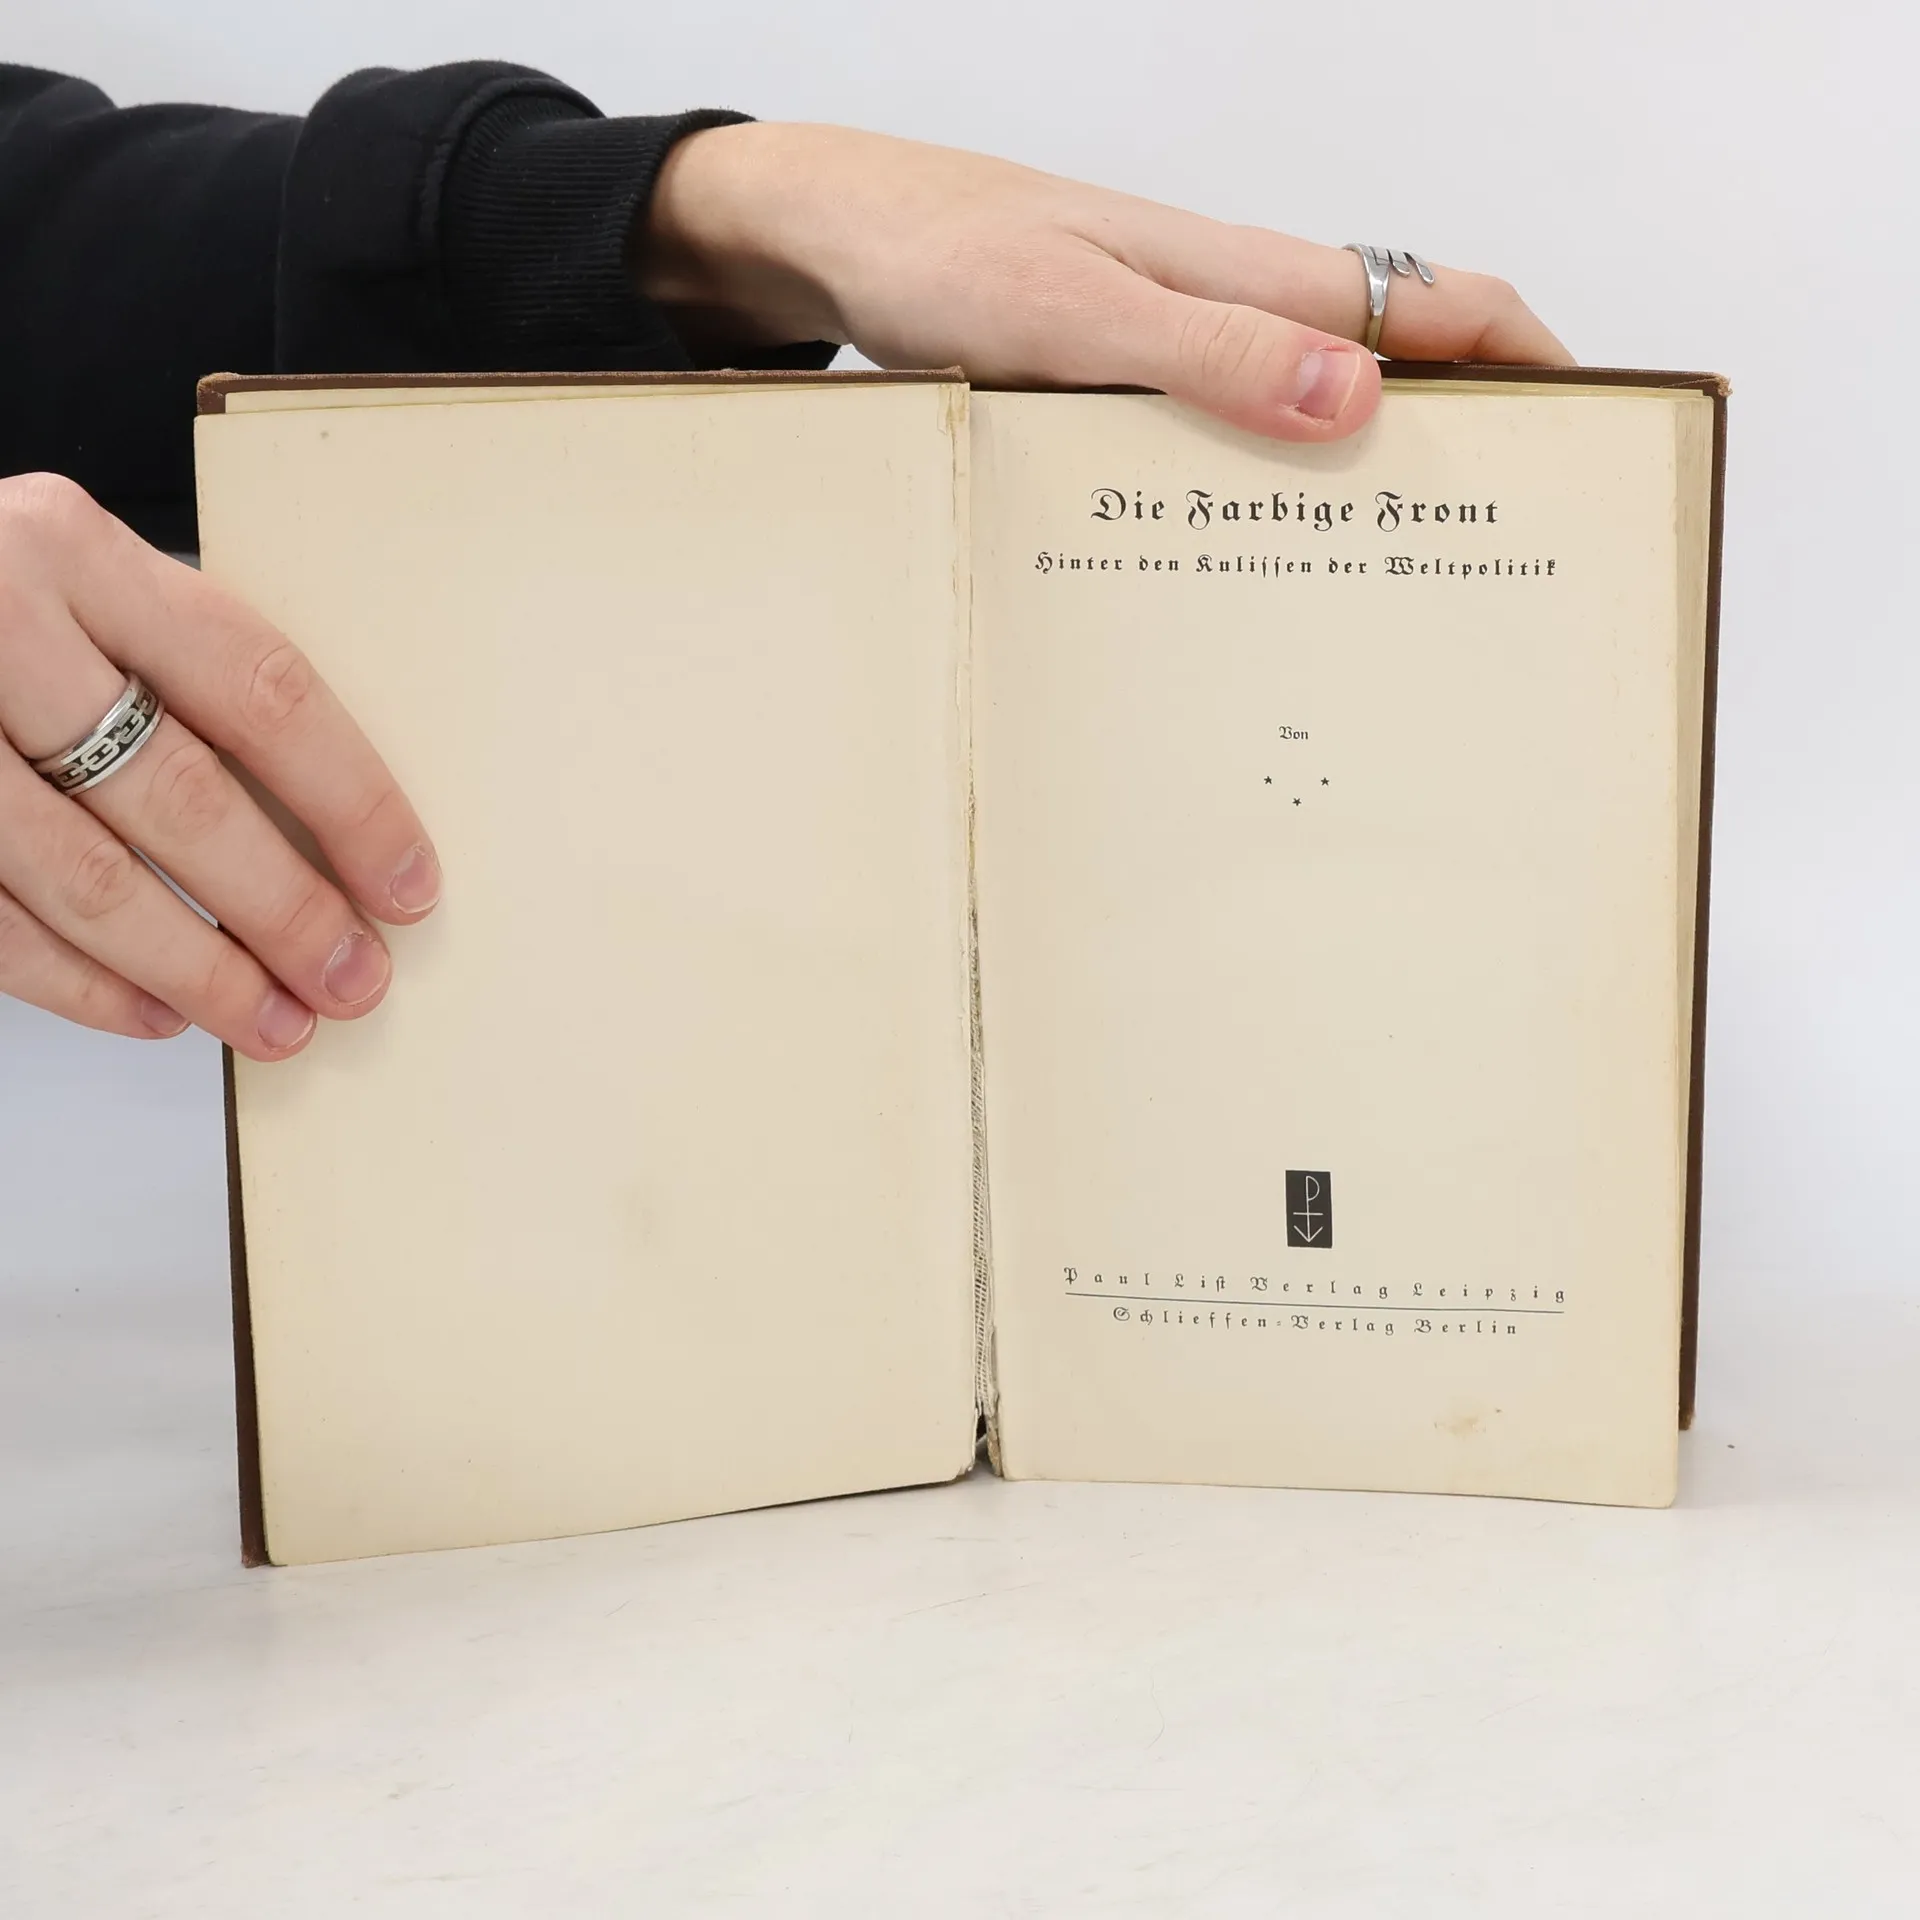 Die Farbige Front
Hinter den Kulissen der Weltpolitik
Von
* *
*
Paul List Verlag Leipzig
Schlieffen-Verlag Berlin